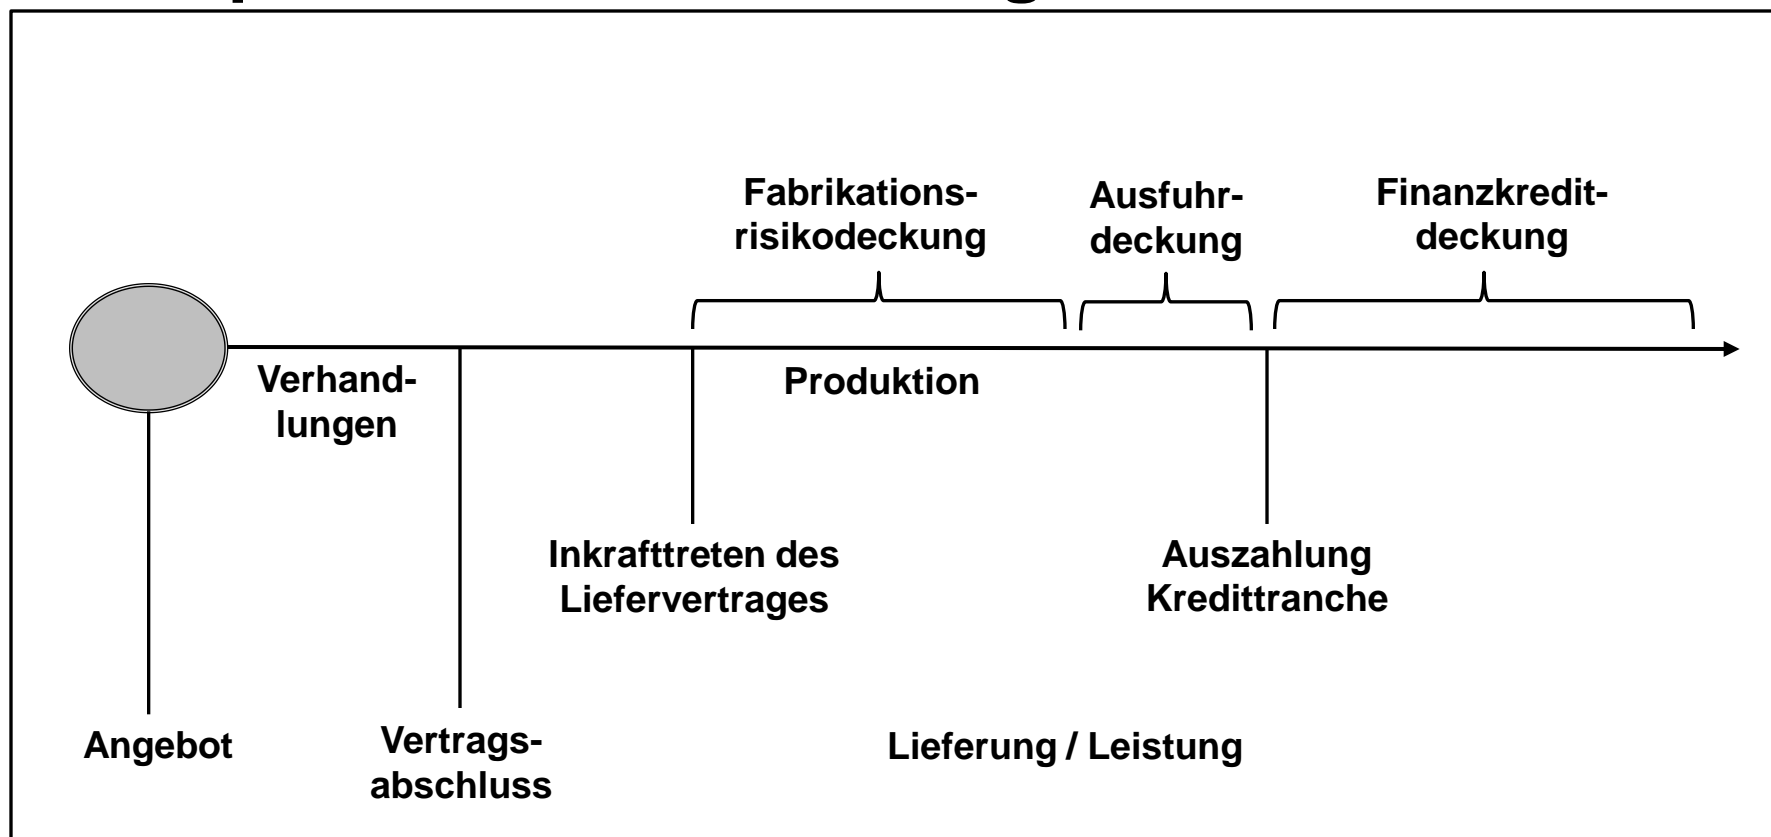 Fabrikations-
risikodeckung
Ausfuhr-
deckung
Finanzkredit-
deckung
Verhand-
lungen
Produktion
Inkrafttreten des
Liefervertrages
Auszahlung
Kredittranche
Angebot
Vertrags-
abschluss
Lieferung / Leistung